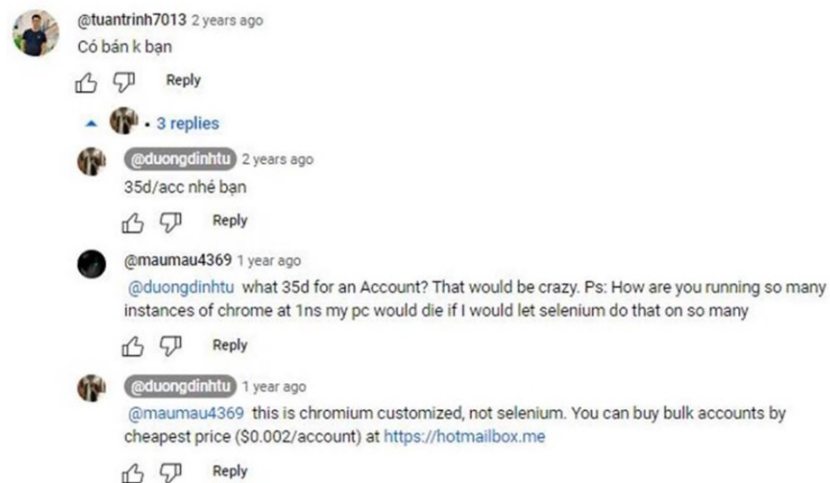 @tuantrinh7013 2 years ago
Có bán k bạn
Reply
3 replies
@duongdinhtu 2 years ago
35d/acc nhé bạn
Reply
@maumau4369 1 year ago
@duongdinhtu what 35d for an Account? That would be crazy. Ps: How are you running so many
instances of chrome at 1ns my pc would die if I would let selenium do that on so many
Reply
@duongdinhtu 1 year ago
@maumau4369 this is chromium customized, not selenium. You can buy bulk accounts by
cheapest price ($0.002/account) at https://hotmailbox.me
Reply